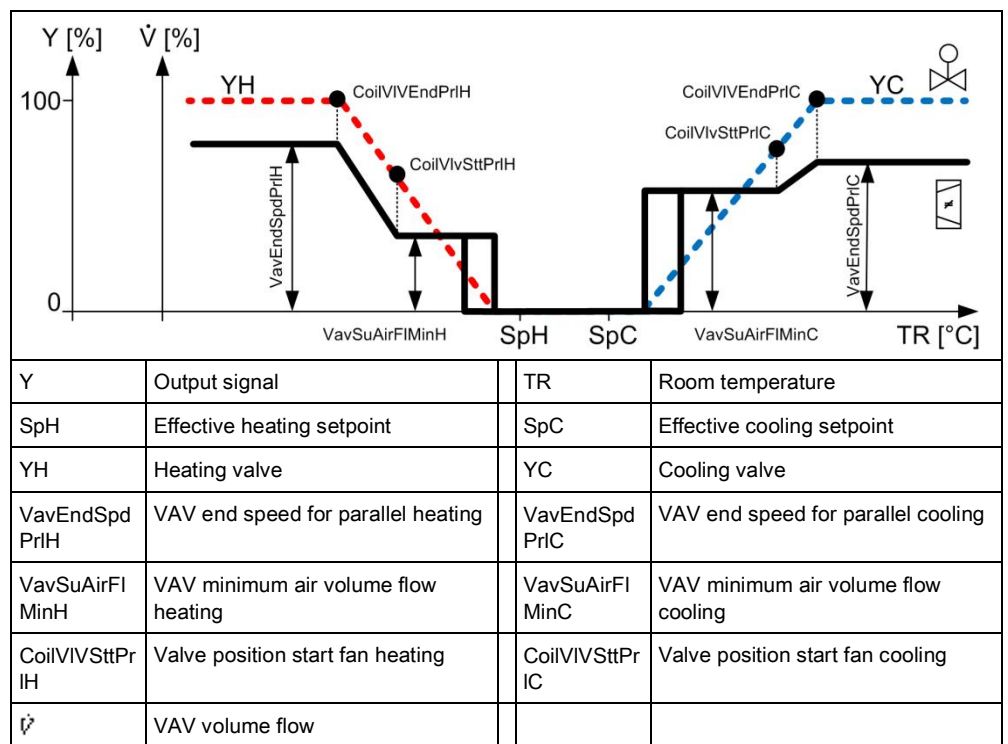 Y [%] V̇ [%]
100
0
YH
CoilVlVEndPrlH
CoilVlvSttPrlH
VavEndSpdPrlH
VavSuAirFlMinH
SpH
SpC
CoilVlVEndPrlC
CoilVlvSttPrlC
YC
VavEndSpdPrlC
VavSuAirFlMinC
TR [°C]
Y Output signal TR Room temperature
SpH Effective heating setpoint SpC Effective cooling setpoint
YH Heating valve YC Cooling valve
VavEndSpd VAV end speed for parallel heating VavEndSpd VAV end speed for parallel cooling
PrlH PrlC
VavSuAirFl VAV minimum air volume flow VavSuAirFl VAV minimum air volume flow
MinH heating MinC cooling
CoilVlVSttPr Valve position start fan heating CoilVlVSttPr Valve position start fan cooling
lH lC
V̇ VAV volume flow